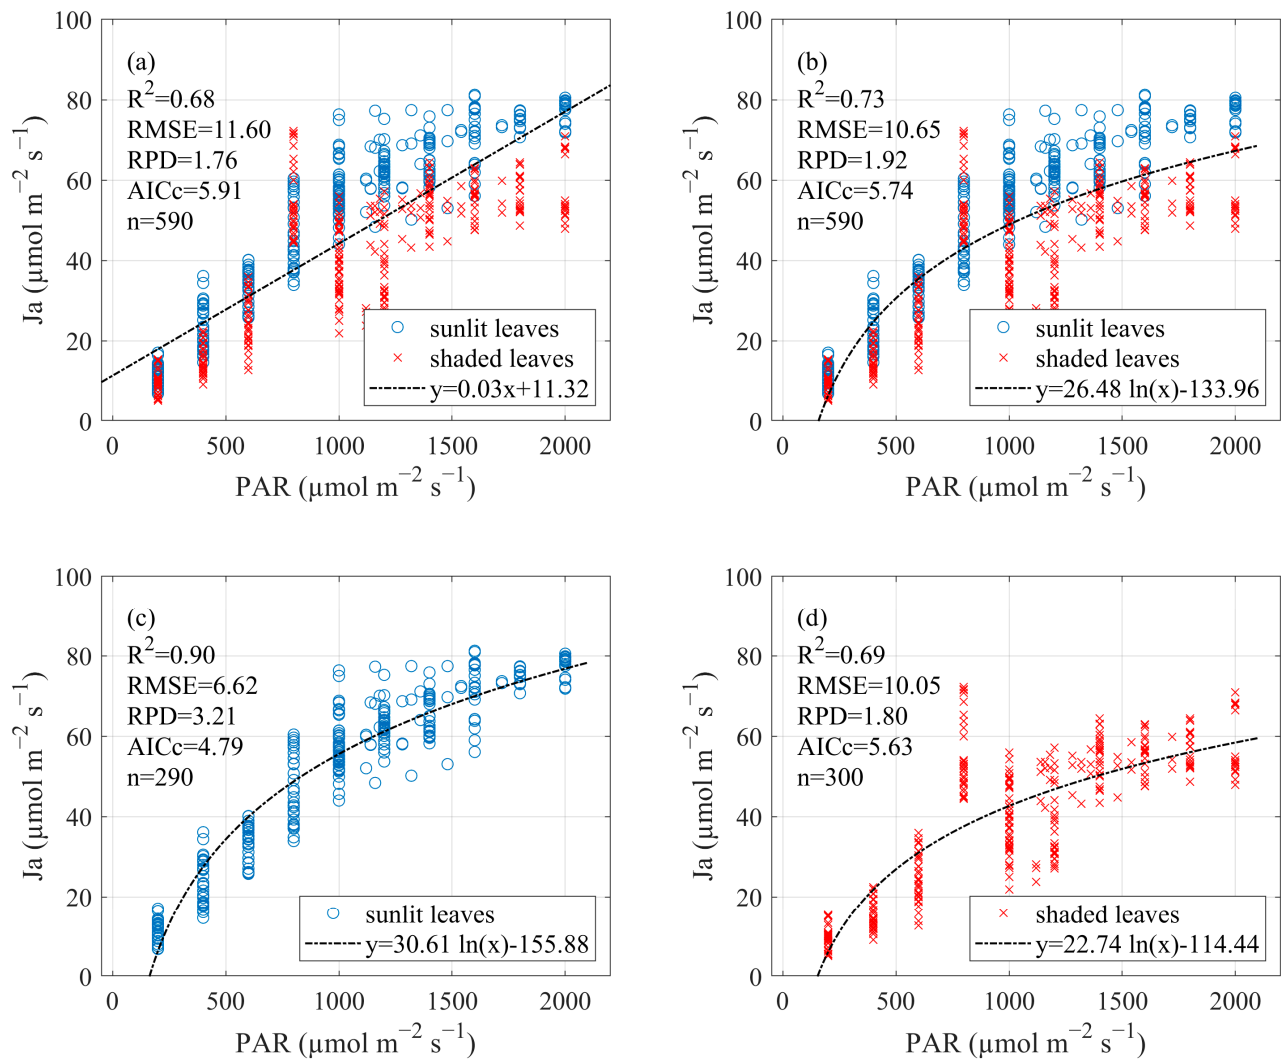 (a)
R²=0.68
RMSE=11.60
RPD=1.76
AICc=5.91
n=590
100
80
60
40
20
0
Ja (µmol m⁻² s⁻¹)
sunlit leaves
shaded leaves
y=0.03x+11.32
0 500 1000 1500 2000
PAR (µmol m⁻² s⁻¹)
(b)
R²=0.73
RMSE=10.65
RPD=1.92
AICc=5.74
n=590
100
80
60
40
20
0
Ja (µmol m⁻² s⁻¹)
sunlit leaves
shaded leaves
y=26.48 ln(x)-133.96
0 500 1000 1500 2000
PAR (µmol m⁻² s⁻¹)
(c)
R²=0.90
RMSE=6.62
RPD=3.21
AICc=4.79
n=290
100
80
60
40
20
0
Ja (µmol m⁻² s⁻¹)
sunlit leaves
y=30.61 ln(x)-155.88
0 500 1000 1500 2000
PAR (µmol m⁻² s⁻¹)
(d)
R²=0.69
RMSE=10.05
RPD=1.80
AICc=5.63
n=300
100
80
60
40
20
0
Ja (µmol m⁻² s⁻¹)
shaded leaves
y=22.74 ln(x)-114.44
0 500 1000 1500 2000
PAR (µmol m⁻² s⁻¹)